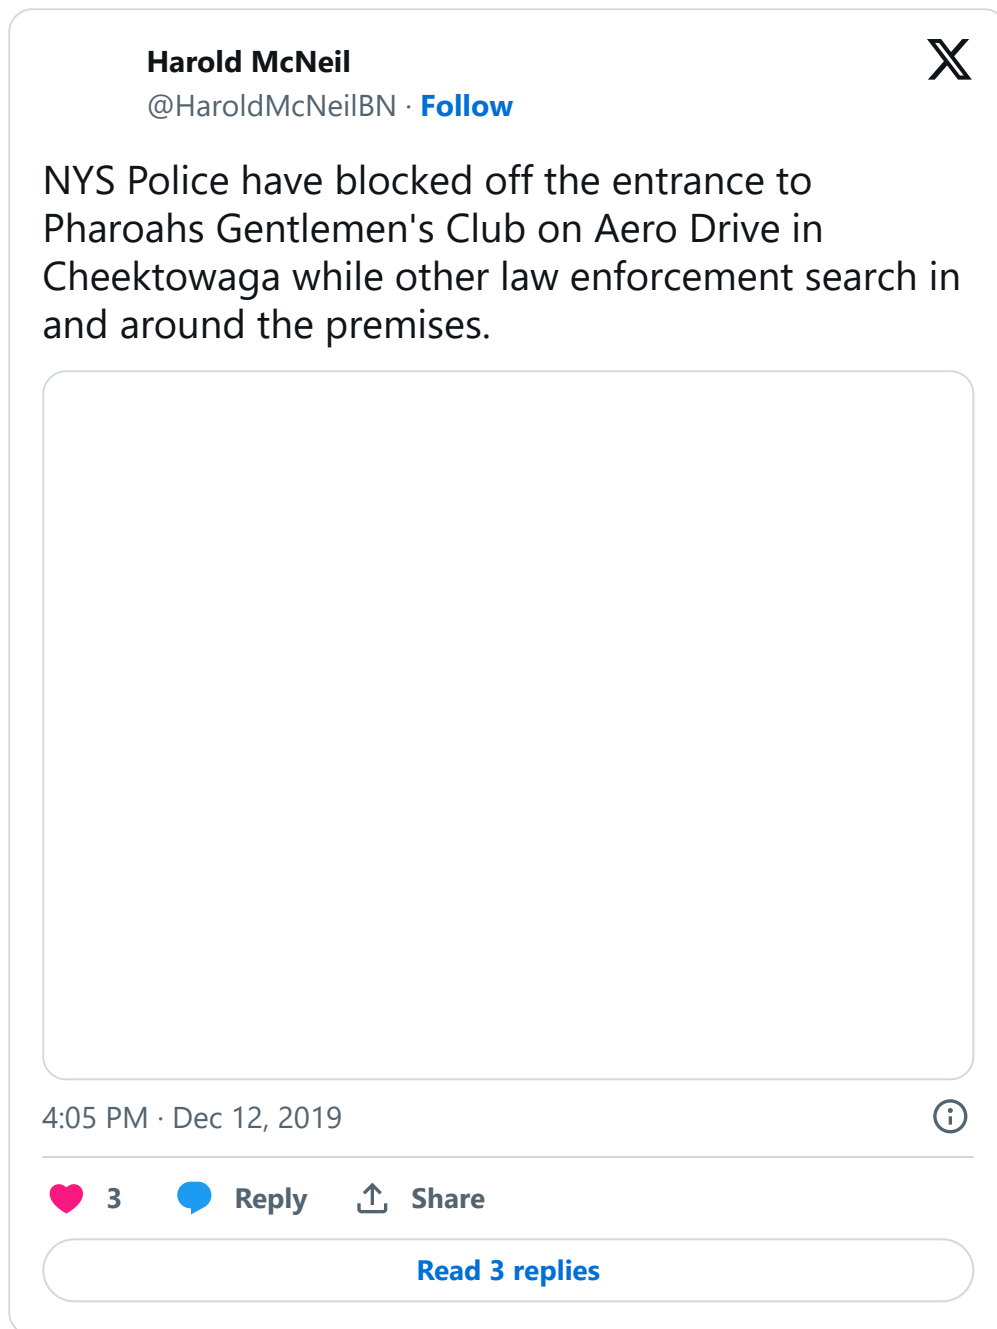 Harold McNeil
@HaroldMcNeilBN · Follow
NYS Police have blocked off the entrance to
Pharoahs Gentlemen's Club on Aero Drive in
Cheektowaga while other law enforcement search in
and around the premises.
4:05 PM · Dec 12, 2019
3 Reply Share
Read 3 replies